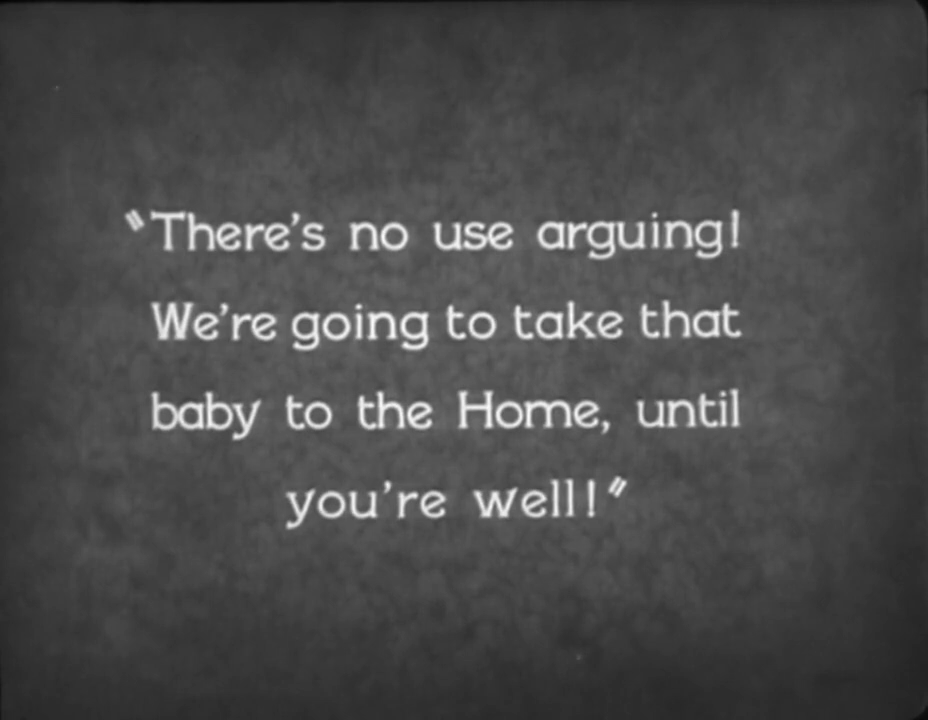 "There's no use arguing!
We're going to take that
baby to the Home, until
you're well!"